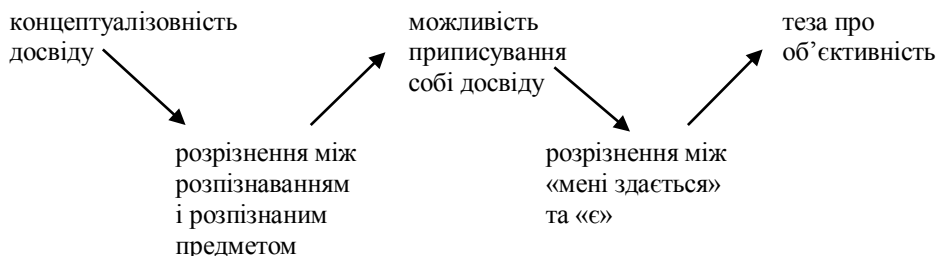 концептуалізовність
досвіду
розрізнення між
розпізнаванням
і розпізнаним
предметом
можливість
приписування
собі досвіду
розрізнення між
«мені здається»
та «є»
теза про
об’єктивність